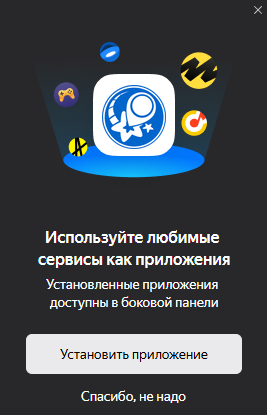 Используйте любимые
сервисы как приложения
Установленные приложения
доступны в боковой панели
Установить приложение
Спасибо, не надо